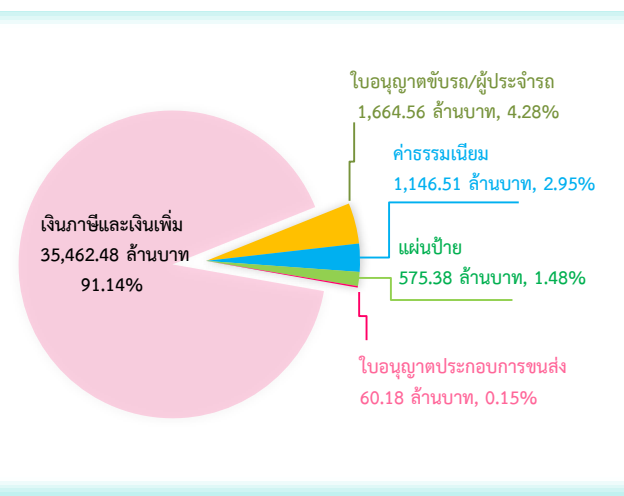 ใบอนุญาตขับรถ/ผู้ประจำรถ
1,664.56 ล้านบาท, 4.28%
ค่าธรรมเนียม
1,146.51 ล้านบาท, 2.95%
เงินภาษีและเงินเพิ่ม
35,462.48 ล้านบาท
91.14%
แผ่นป้าย
575.38 ล้านบาท, 1.48%
ใบอนุญาตประกอบการขนส่ง
60.18 ล้านบาท, 0.15%